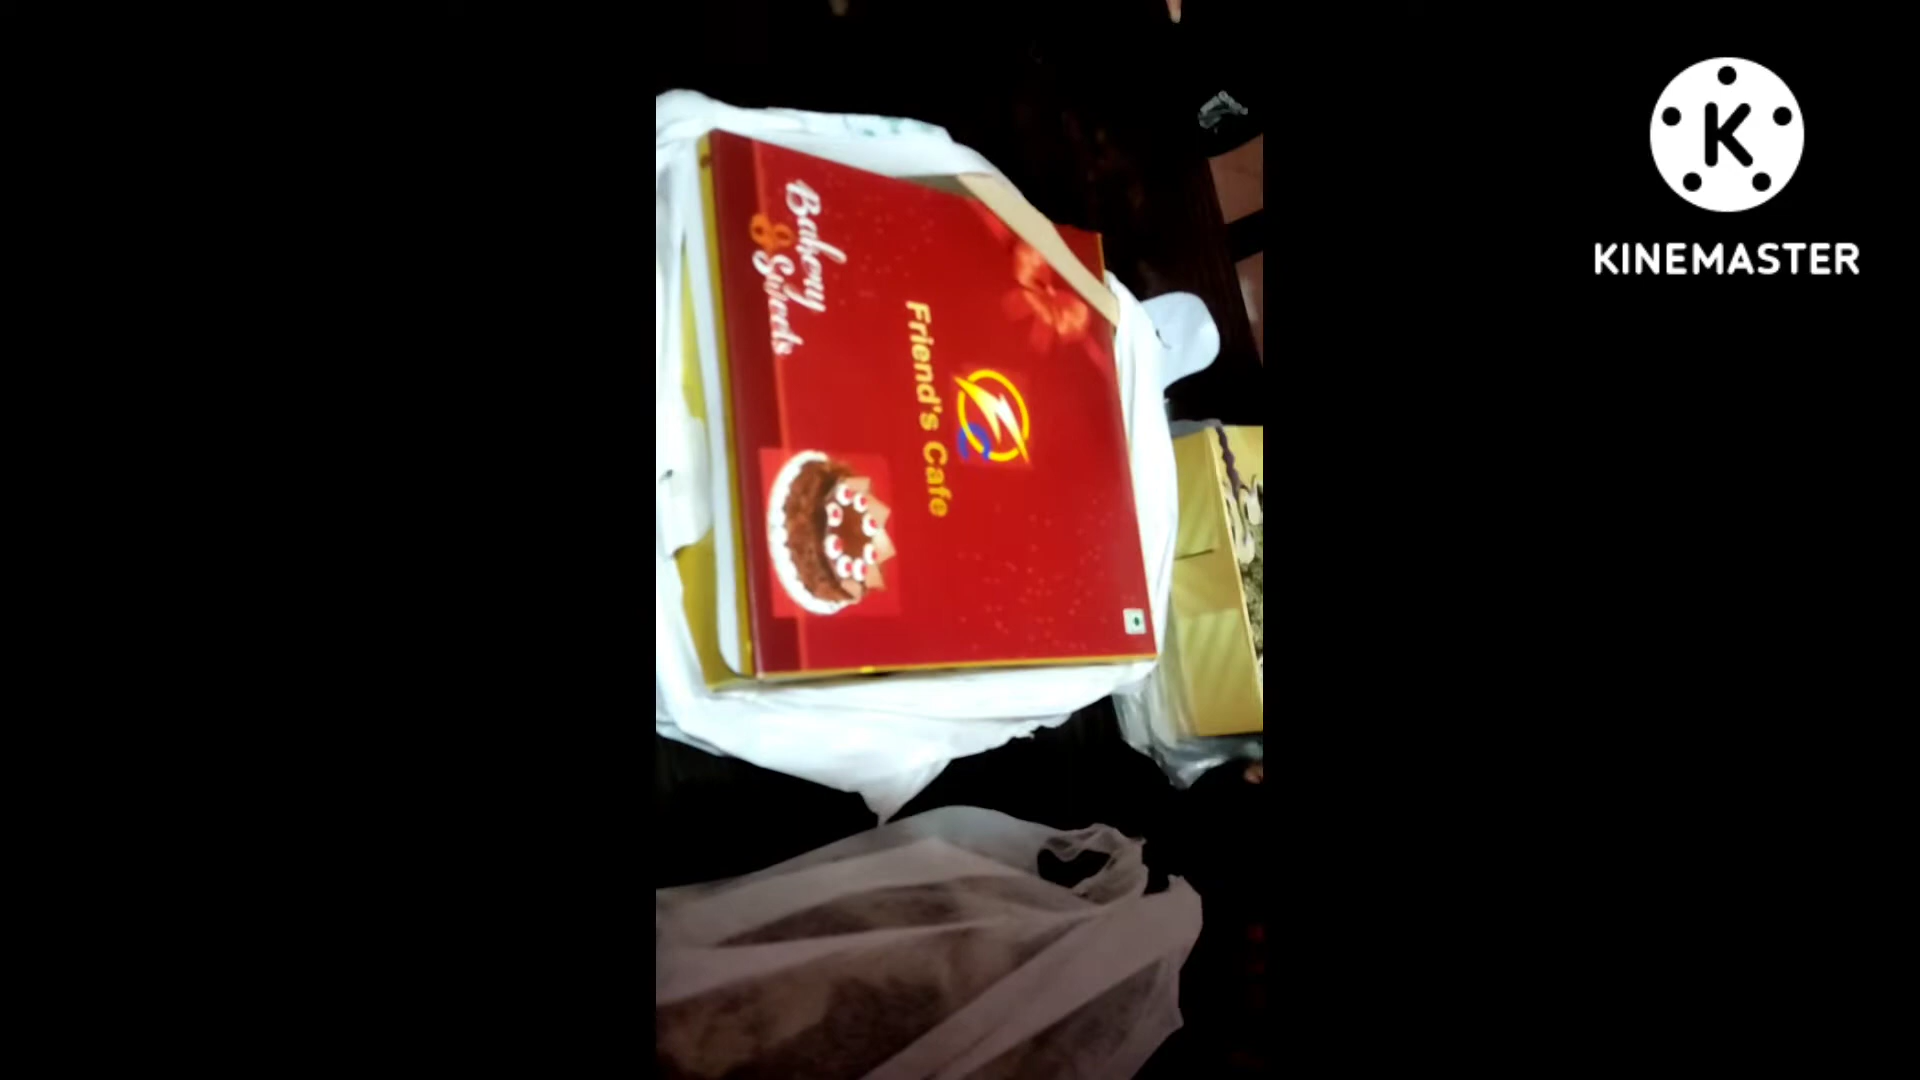 Bakery
& Sweets
Friend's Cafe
K
KINEMASTER